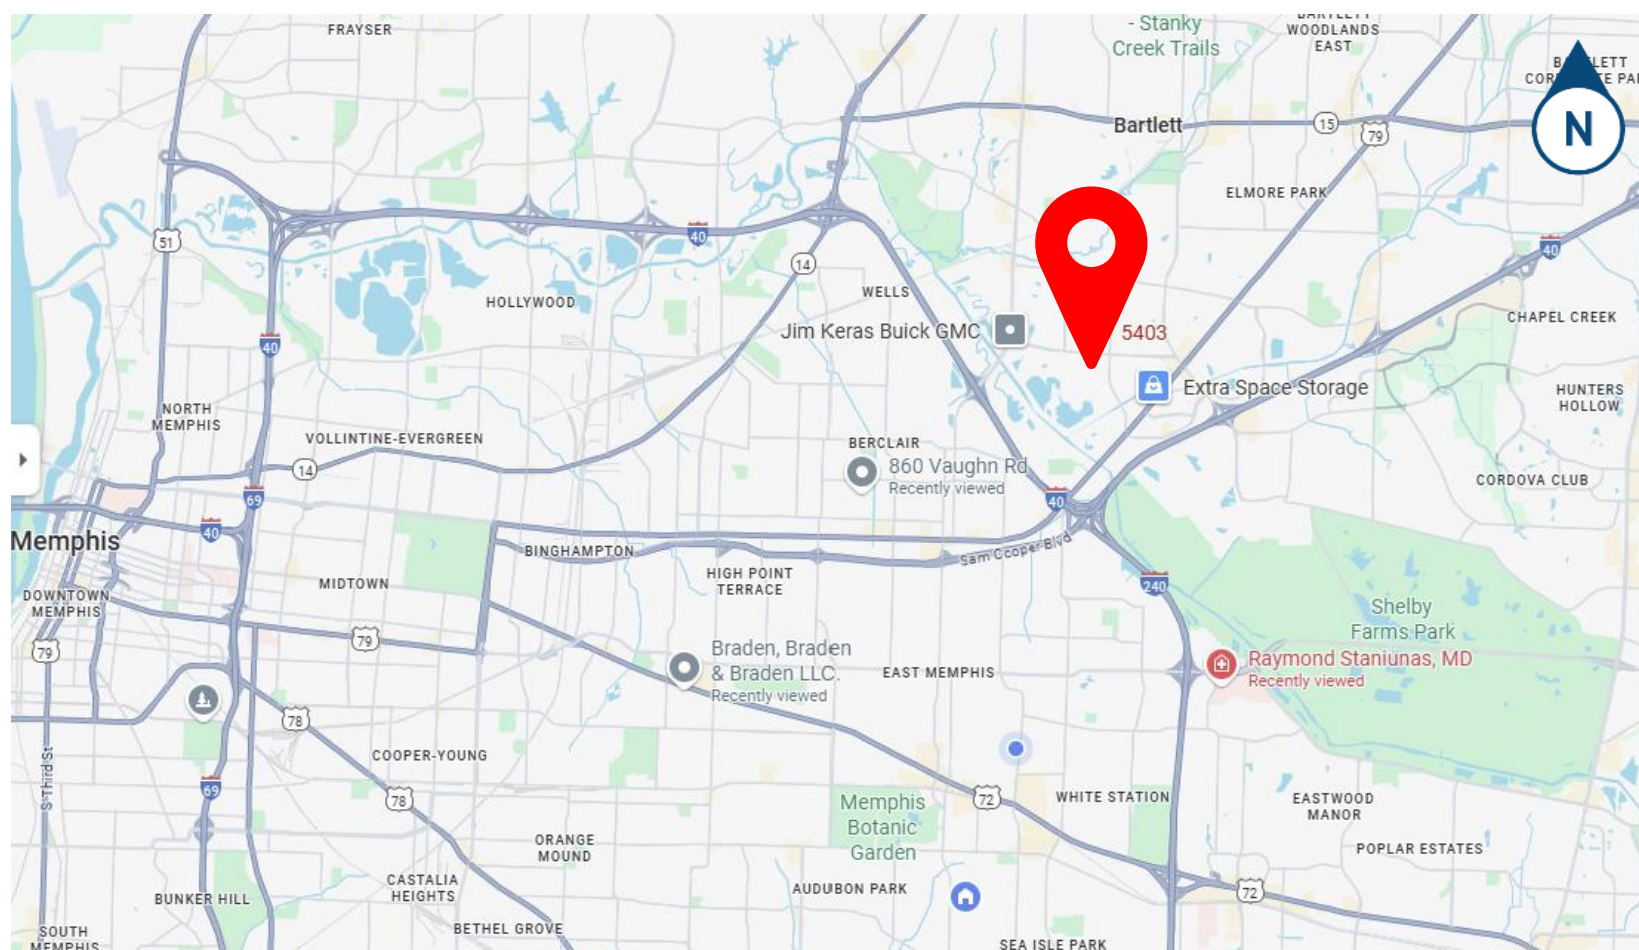 FRAYSER
- Stanky
Creek Trails
BARTLETT
WOODLANDS
EAST
N
Bartlett
15
79
ELMORE PARK
51
40
14
40
HOLLYWOOD
WELLS
Jim Keras Buick GMC
5403
CHAPEL CREEK
40
Extra Space Storage
HUNTERS
HOLLOW
NORTH
MEMPHIS
VOLLINTINE-EVERGREEN
BERCLAIR
14
860 Vaughn Rd
Recently viewed
CORDOVA CLUB
69
40
40
Memphis
BINGHAMPTON
Sam Cooper Blvd
HIGH POINT
TERRACE
MIDTOWN
240
DOWNTOWN
MEMPHIS
Shelby
Farms Park
79
79
Braden, Braden
& Braden LLC.
Recently viewed
EAST MEMPHIS
Raymond Staniunas, MD
Recently viewed
78
COOPER-YOUNG
S Third St
69
78
72
WHITE STATION
EASTWOOD
MANOR
Memphis
Botanic
Garden
ORANGE
MOUND
POPLAR ESTATES
CASTALIA
HEIGHTS
AUDUBON PARK
72
BUNKER HILL
BETHEL GROVE
SOUTH
MEMPHIS
SEA ISLE PARK